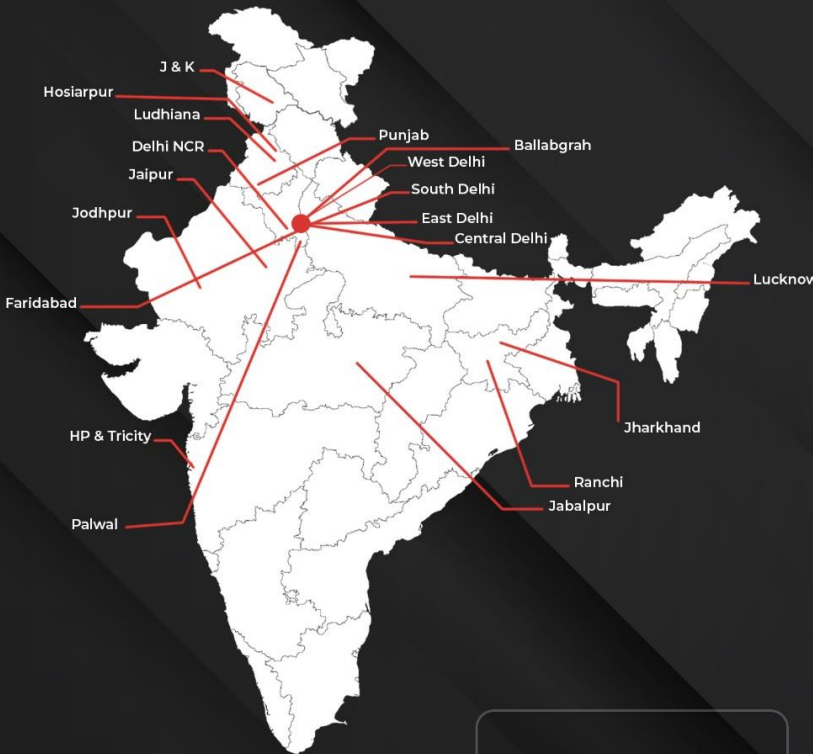 J & K
Hosiarpur
Ludhiana
Delhi NCR
Jaipur
Jodhpur
Faridabad
HP & Tricity
Palwal
Punjab
Ballabgrah
West Delhi
South Delhi
East Delhi
Central Delhi
Lucknow
Jharkhand
Ranchi
Jabalpur